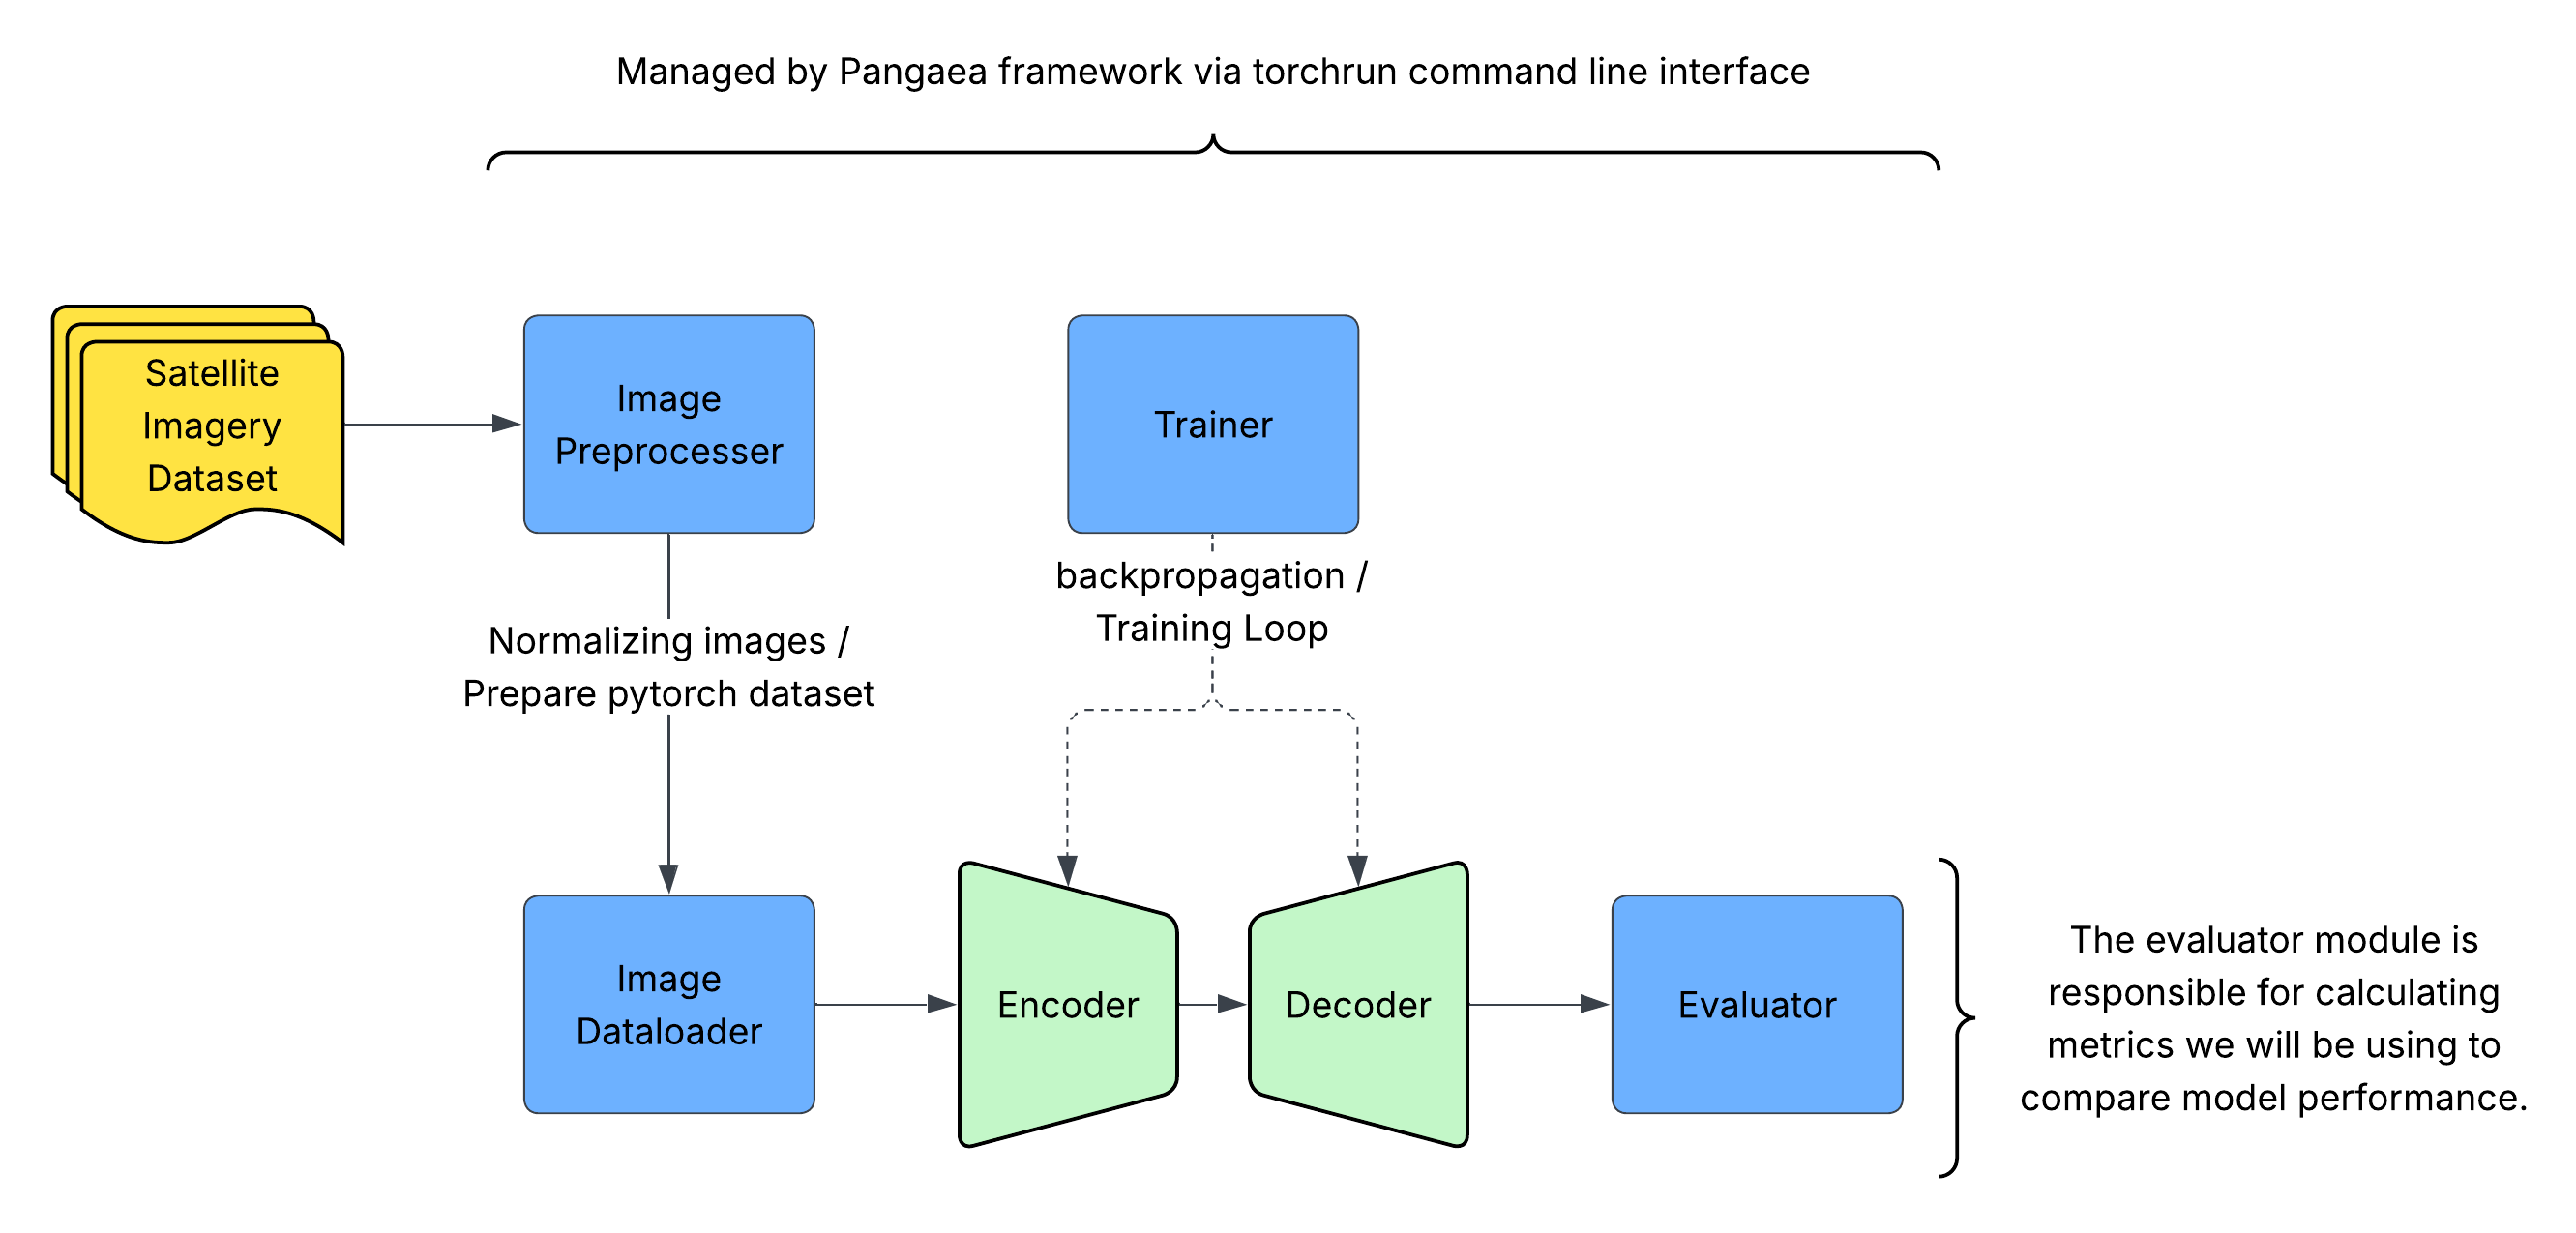 Managed by Pangaea framework via torchrun command line interface
Satellite
Imagery
Dataset
Image
Preprocesser
Trainer
backpropagation /
Training Loop
Normalizing images /
Prepare pytorch dataset
Image
Dataloader
Encoder
Decoder
Evaluator
The evaluator module is
responsible for calculating
metrics we will be using to
compare model performance.